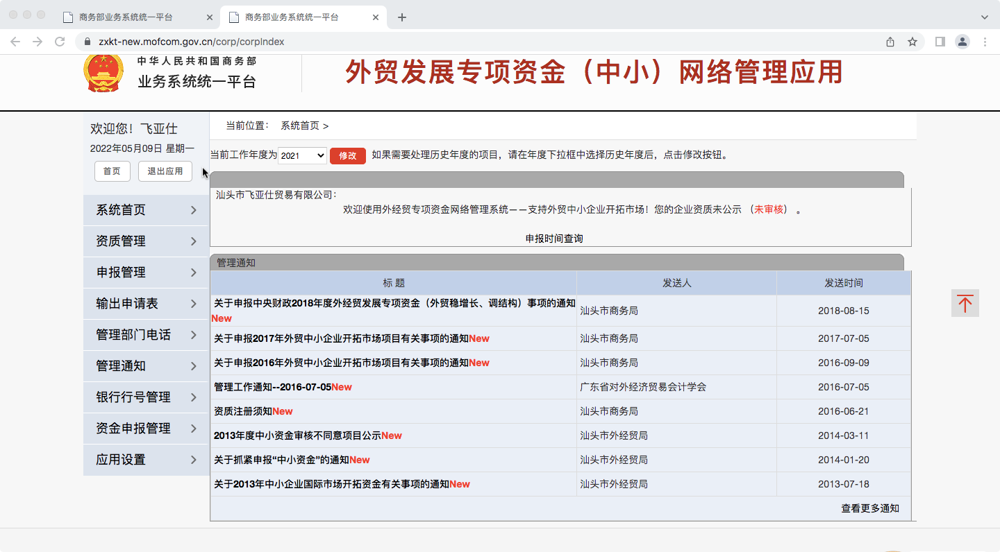 商务部业务系统统一平台
商务部业务系统统一平台
zxkt-new.mofcom.gov.cn/corp/corpIndex
中华人民共和国商务部
业务系统统一平台
外贸发展专项资金（中小）网络管理应用
欢迎您！飞亚仕
2022年05月09日 星期一
首页 退出应用
系统首页
资质管理
申报管理
输出申请表
管理部门电话
管理通知
银行行号管理
资金申报管理
应用设置
当前位置： 系统首页 >
当前工作年度为 2021 修改 如果需要处理历史年度的项目，请在年度下拉框中选择历史年度后，点击修改按钮。
汕头市飞亚仕贸易有限公司：
欢迎使用外经贸专项资金网络管理系统——支持外贸中小企业开拓市场！您的企业资质未公示 （未审核） 。
申报时间查询
管理通知
标 题 发送人 发送时间
关于申报中央财政2018年度外经贸发展专项资金（外贸稳增长、调结构）事项的通知
New 汕头市商务局 2018-08-15
关于申报2017年外贸中小企业开拓市场项目有关事项的通知New 汕头市商务局 2017-07-05
关于申报2016年外贸中小企业开拓市场项目有关事项的通知New 汕头市商务局 2016-09-09
管理工作通知--2016-07-05New 广东省对外经济贸易会计学会 2016-07-05
资质注册须知New 汕头市商务局 2016-06-21
2013年度中小资金审核不同意项目公示New 汕头市外经贸局 2014-03-11
关于抓紧申报“中小资金”的通知New 汕头市外经贸局 2014-01-20
关于2013年中小企业国际市场开拓资金有关事项的通知New 汕头市外经贸局 2013-07-18
查看更多通知